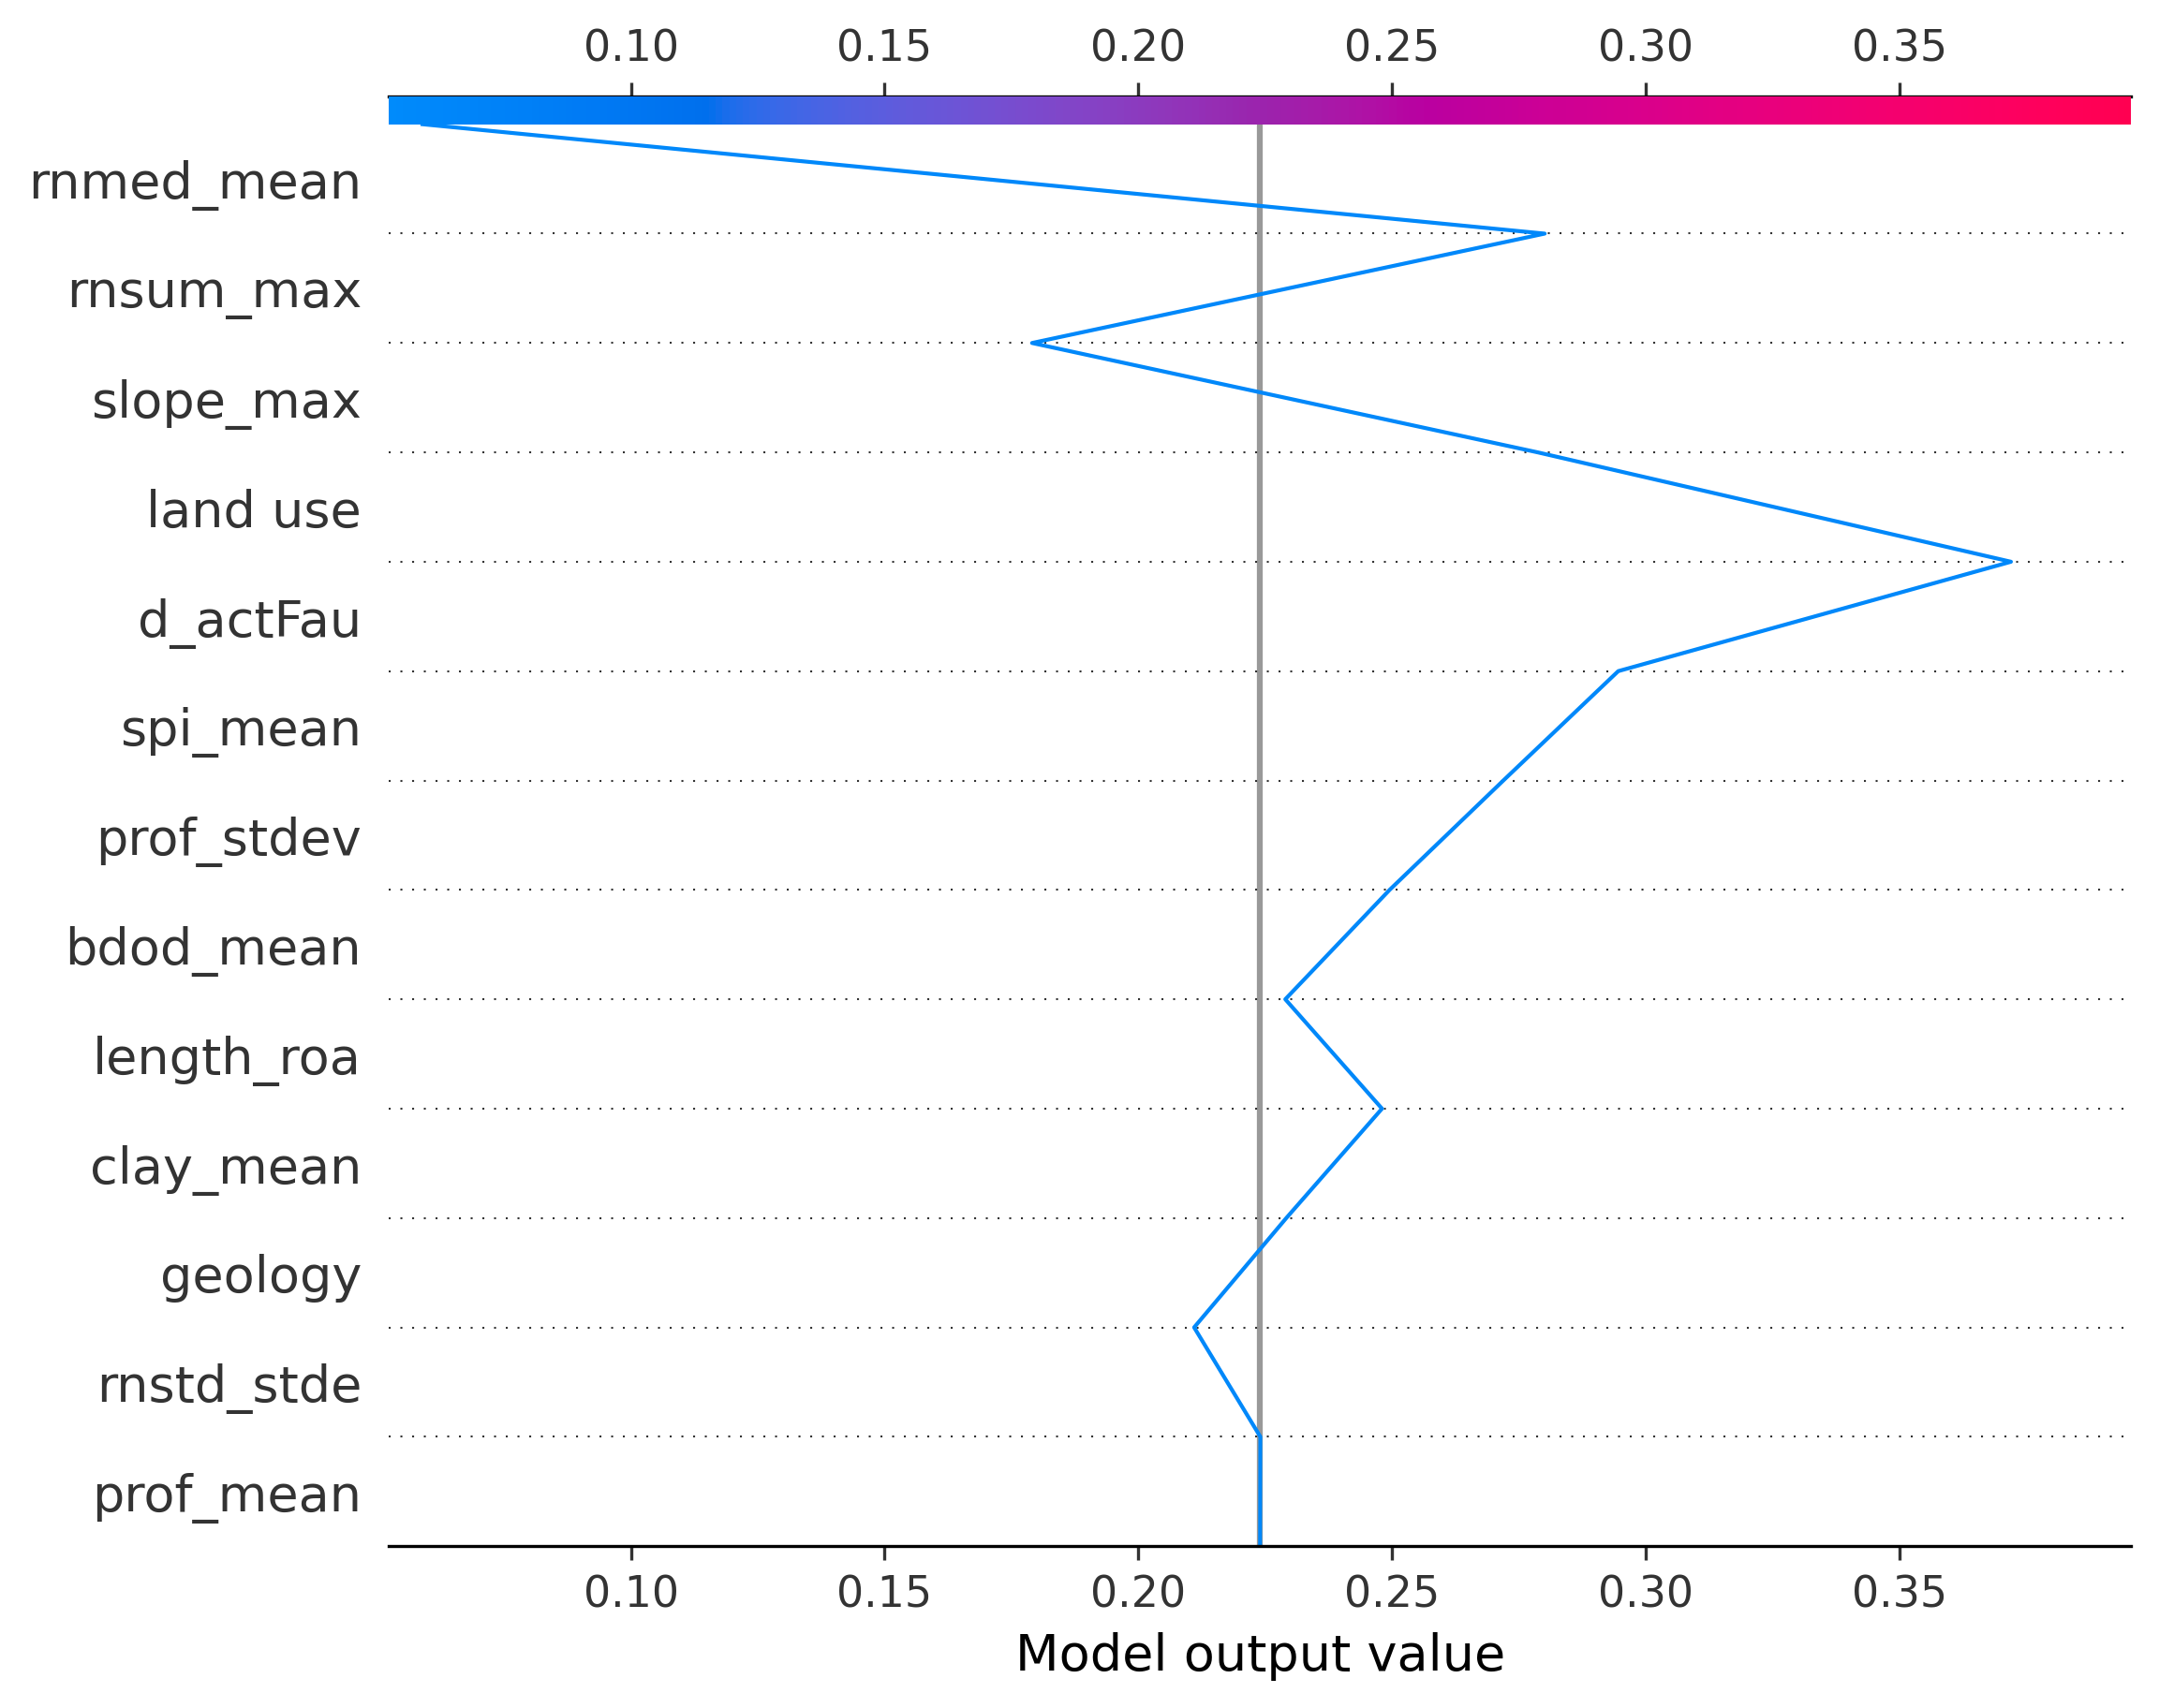 0.10 0.15 0.20 0.25 0.30 0.35
rnmed_mean
rnsum_max
slope_max
land use
d_actFau
spi_mean
prof_stdev
bdod_mean
length_roa
clay_mean
geology
rnstd_stde
prof_mean
0.10 0.15 0.20 0.25 0.30 0.35
Model output value